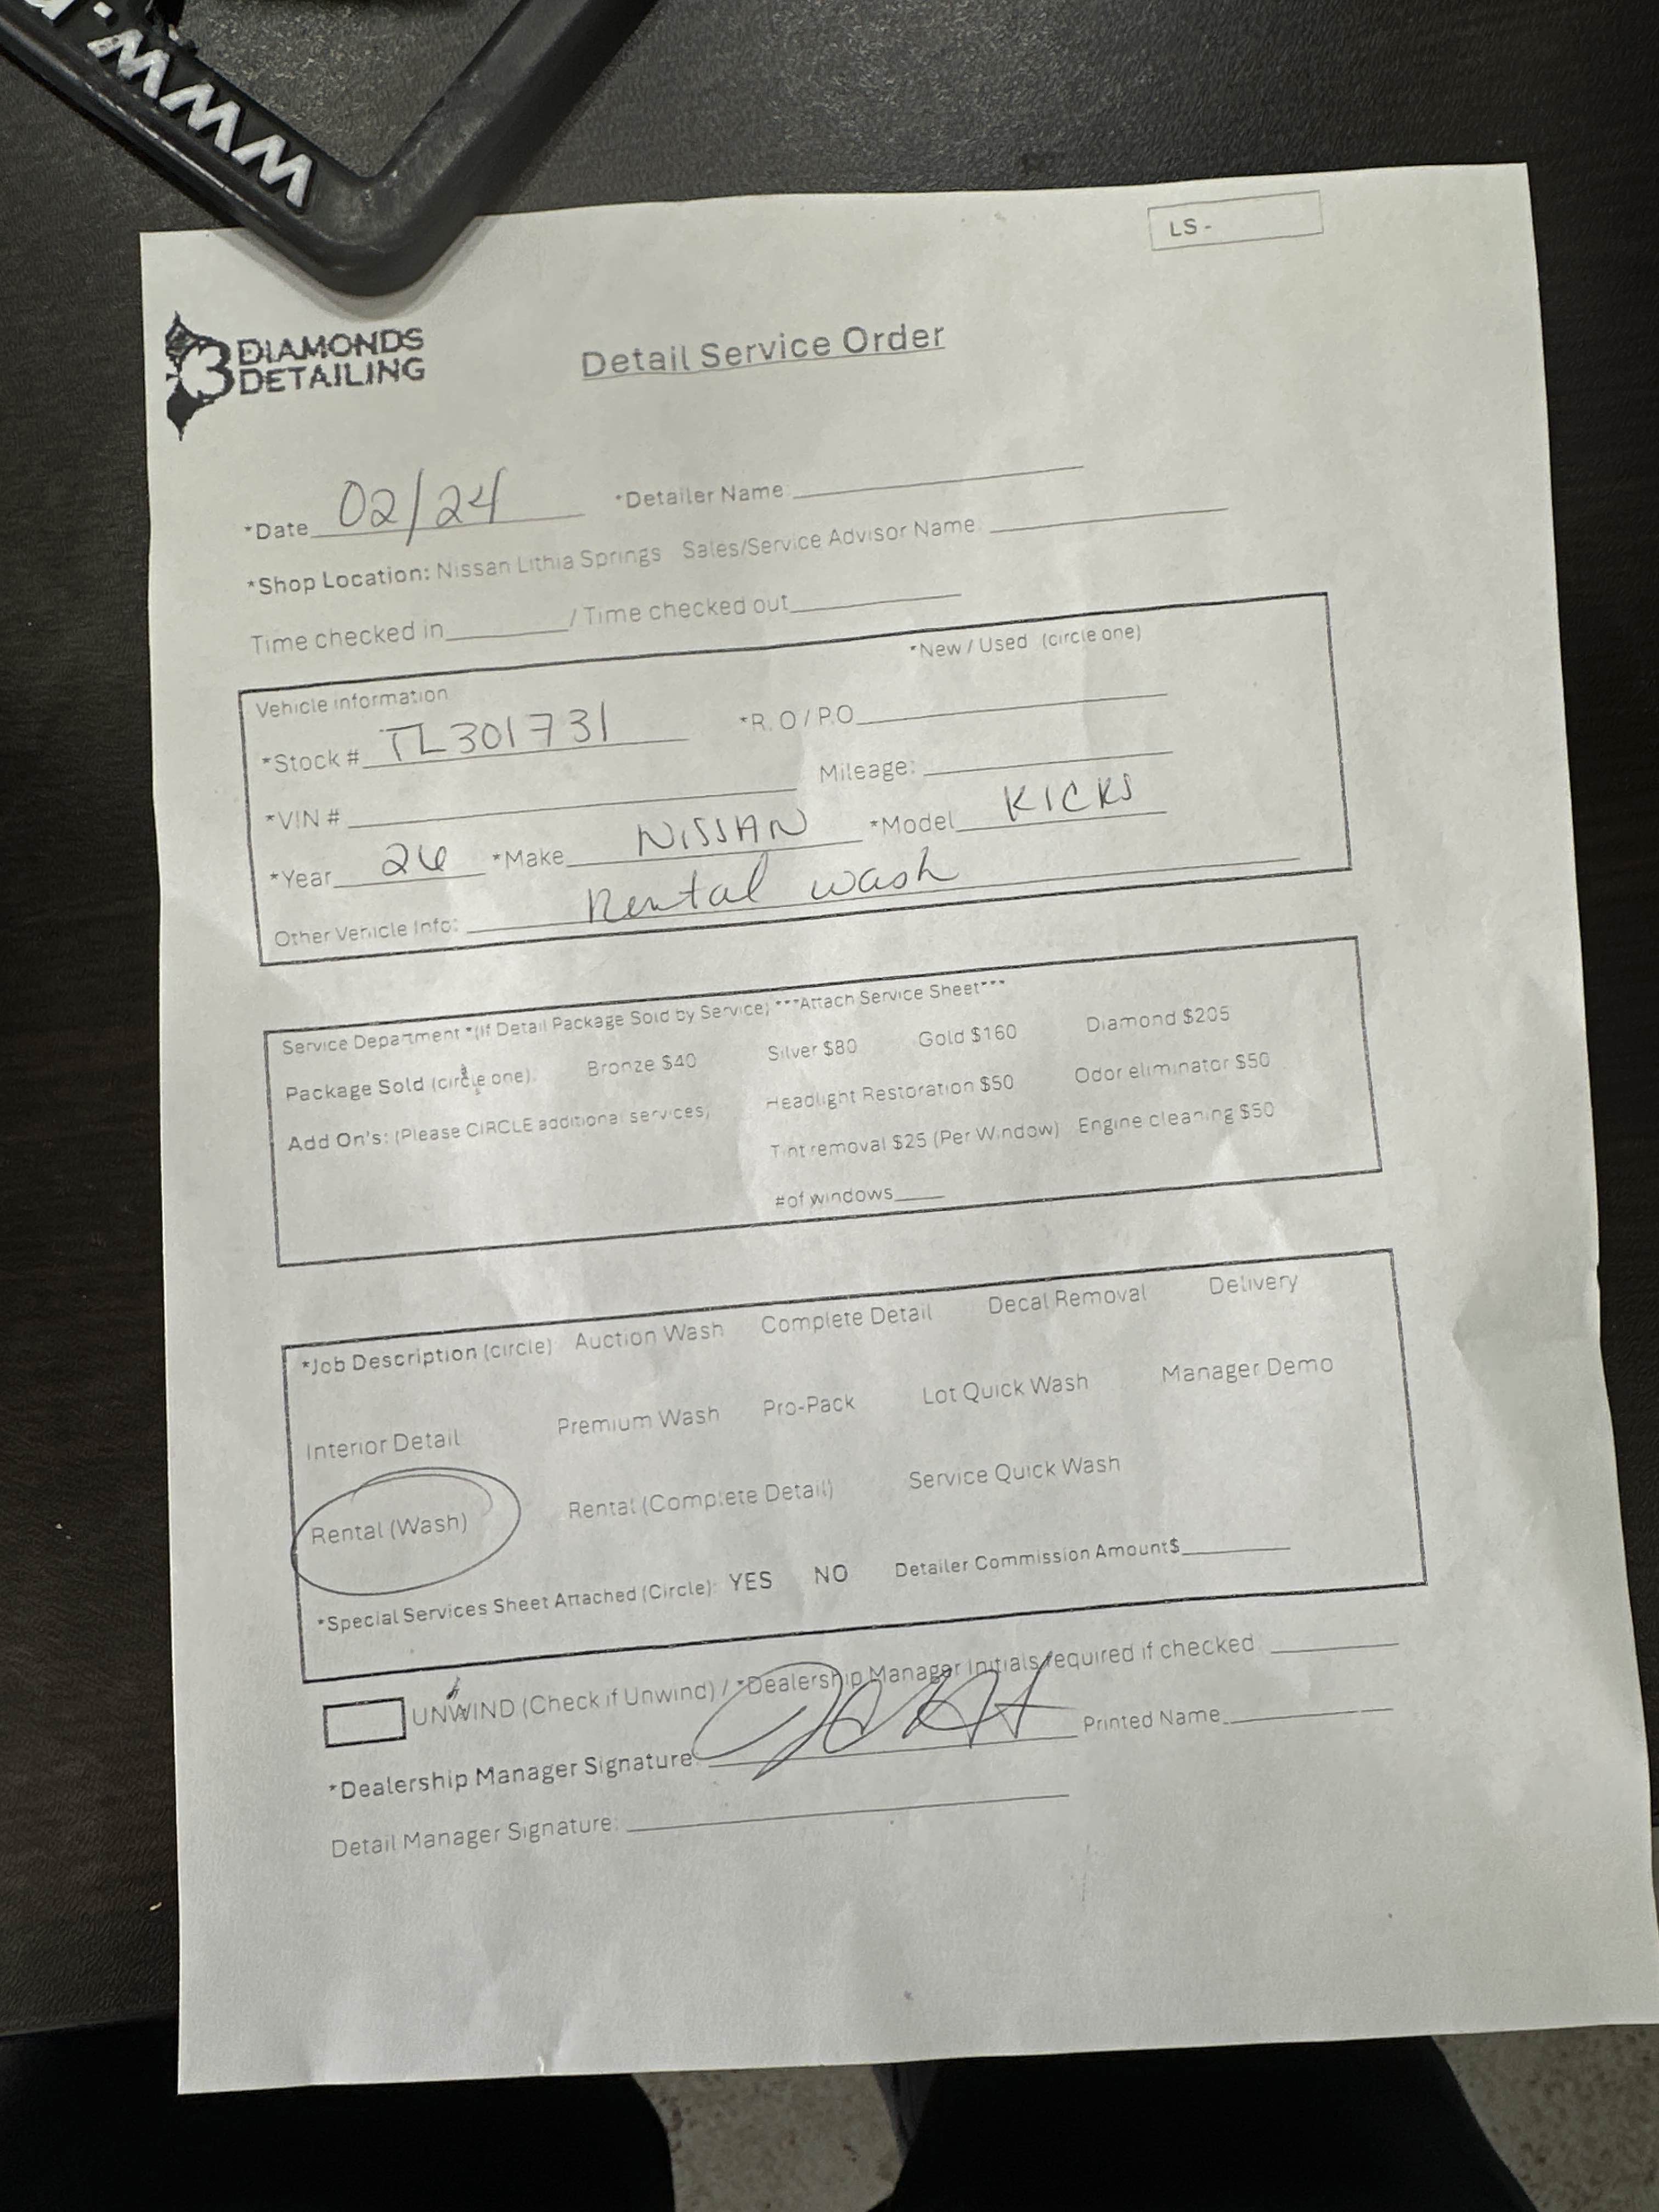 www.
LS -
3 DIAMONDS
DETAILING
Detail Service Order
*Date 02/24 *Detailer Name
*Shop Location: Nissan Lithia Springs Sales/Service Advisor Name:
Time checked in / Time checked out
*New / Used (circle one)
Vehicle information
*Stock # TL301731 *R.O / P.O
*VIN # Mileage:
*Year 26 *Make NISSAN *Model KICKS
Other Vehicle Info: Rental wash
Service Department *(If Detail Package Sold by Service) ***Attach Service Sheet***
Package Sold (circle one). Bronze $40 Silver $80 Gold $160 Diamond $205
Add On's: (Please CIRCLE additional services) Headlight Restoration $50 Odor eliminator $50
Tint removal $25 (Per Window) Engine cleaning $50
# of windows
*Job Description (circle) Auction Wash Complete Detail Decal Removal Delivery
Interior Detail Premium Wash Pro-Pack Lot Quick Wash Manager Demo
Rental (Wash) Rental (Complete Detail) Service Quick Wash
*Special Services Sheet Attached (Circle): YES NO Detailer Commission Amount$
UNWIND (Check if Unwind) / *Dealership Manager Initials required if checked
*Dealership Manager Signature: Printed Name
Detail Manager Signature: